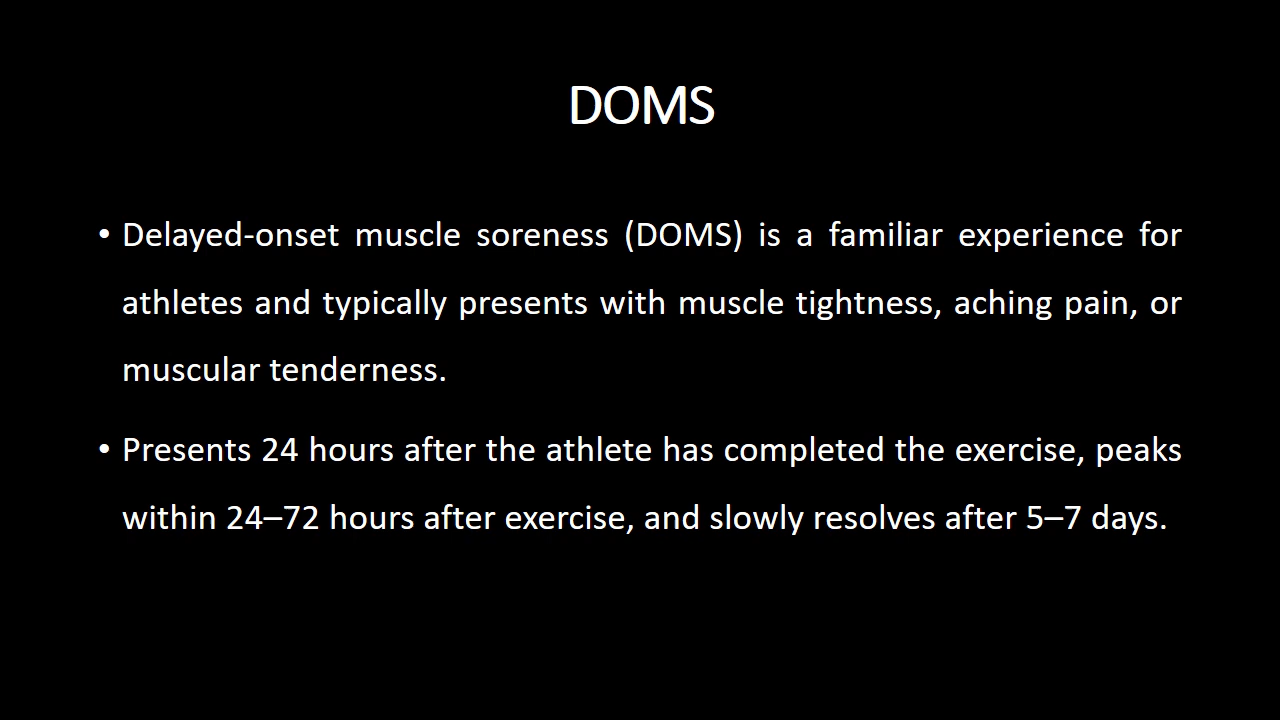 DOMS
• Delayed-onset muscle soreness (DOMS) is a familiar experience for
athletes and typically presents with muscle tightness, aching pain, or
muscular tenderness.
• Presents 24 hours after the athlete has completed the exercise, peaks
within 24–72 hours after exercise, and slowly resolves after 5–7 days.